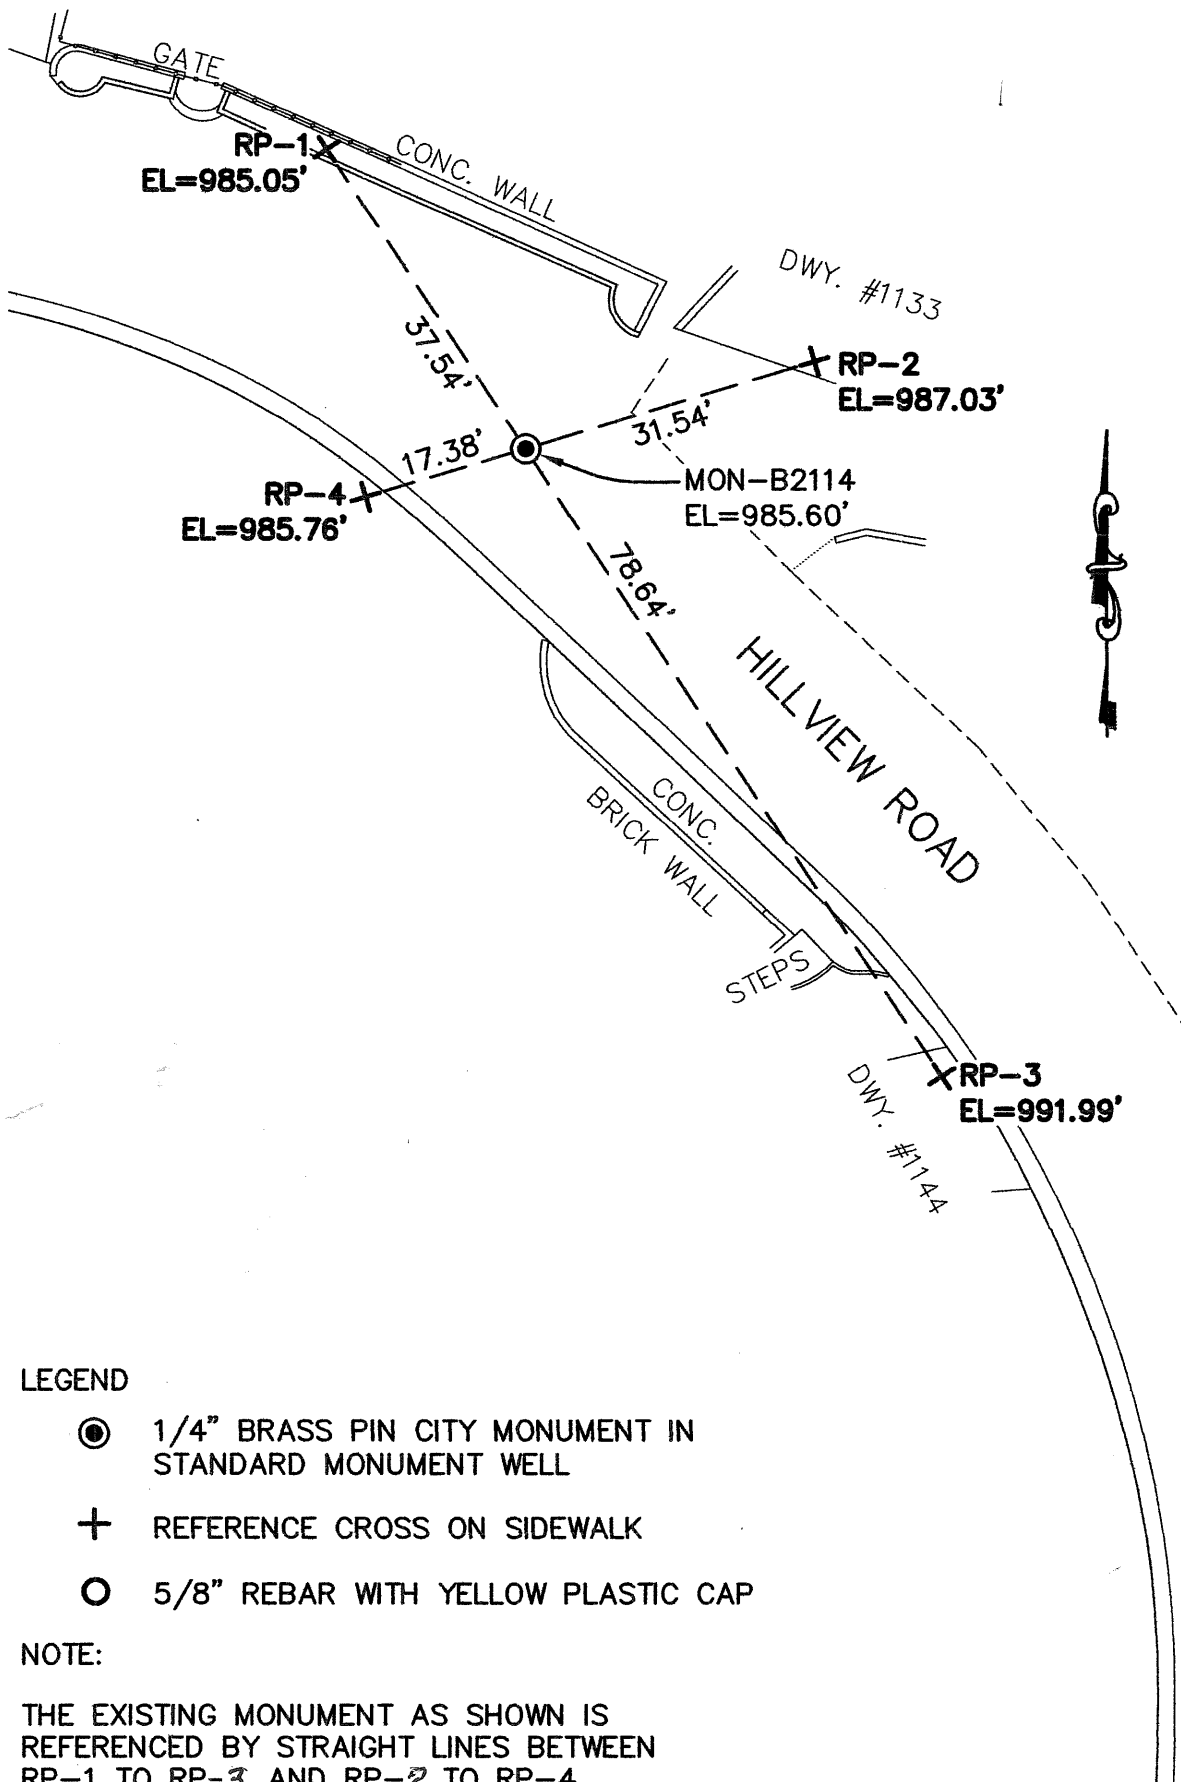 GATE
RP-1
EL=985.05'
CONC. WALL
DWY. #1133
RP-2
EL=987.03'
37.54'
31.54'
17.38'
RP-4
EL=985.76'
MON-B2114
EL=985.60'
78.64'
HILLVIEW ROAD
CONC.
BRICK WALL
STEPS
RP-3
EL=991.99'
DWY. #1144
LEGEND
1/4" BRASS PIN CITY MONUMENT IN
STANDARD MONUMENT WELL
REFERENCE CROSS ON SIDEWALK
5/8" REBAR WITH YELLOW PLASTIC CAP
NOTE:
THE EXISTING MONUMENT AS SHOWN IS
REFERENCED BY STRAIGHT LINES BETWEEN
RP-1 TO RP-3 AND RP-2 TO RP-4